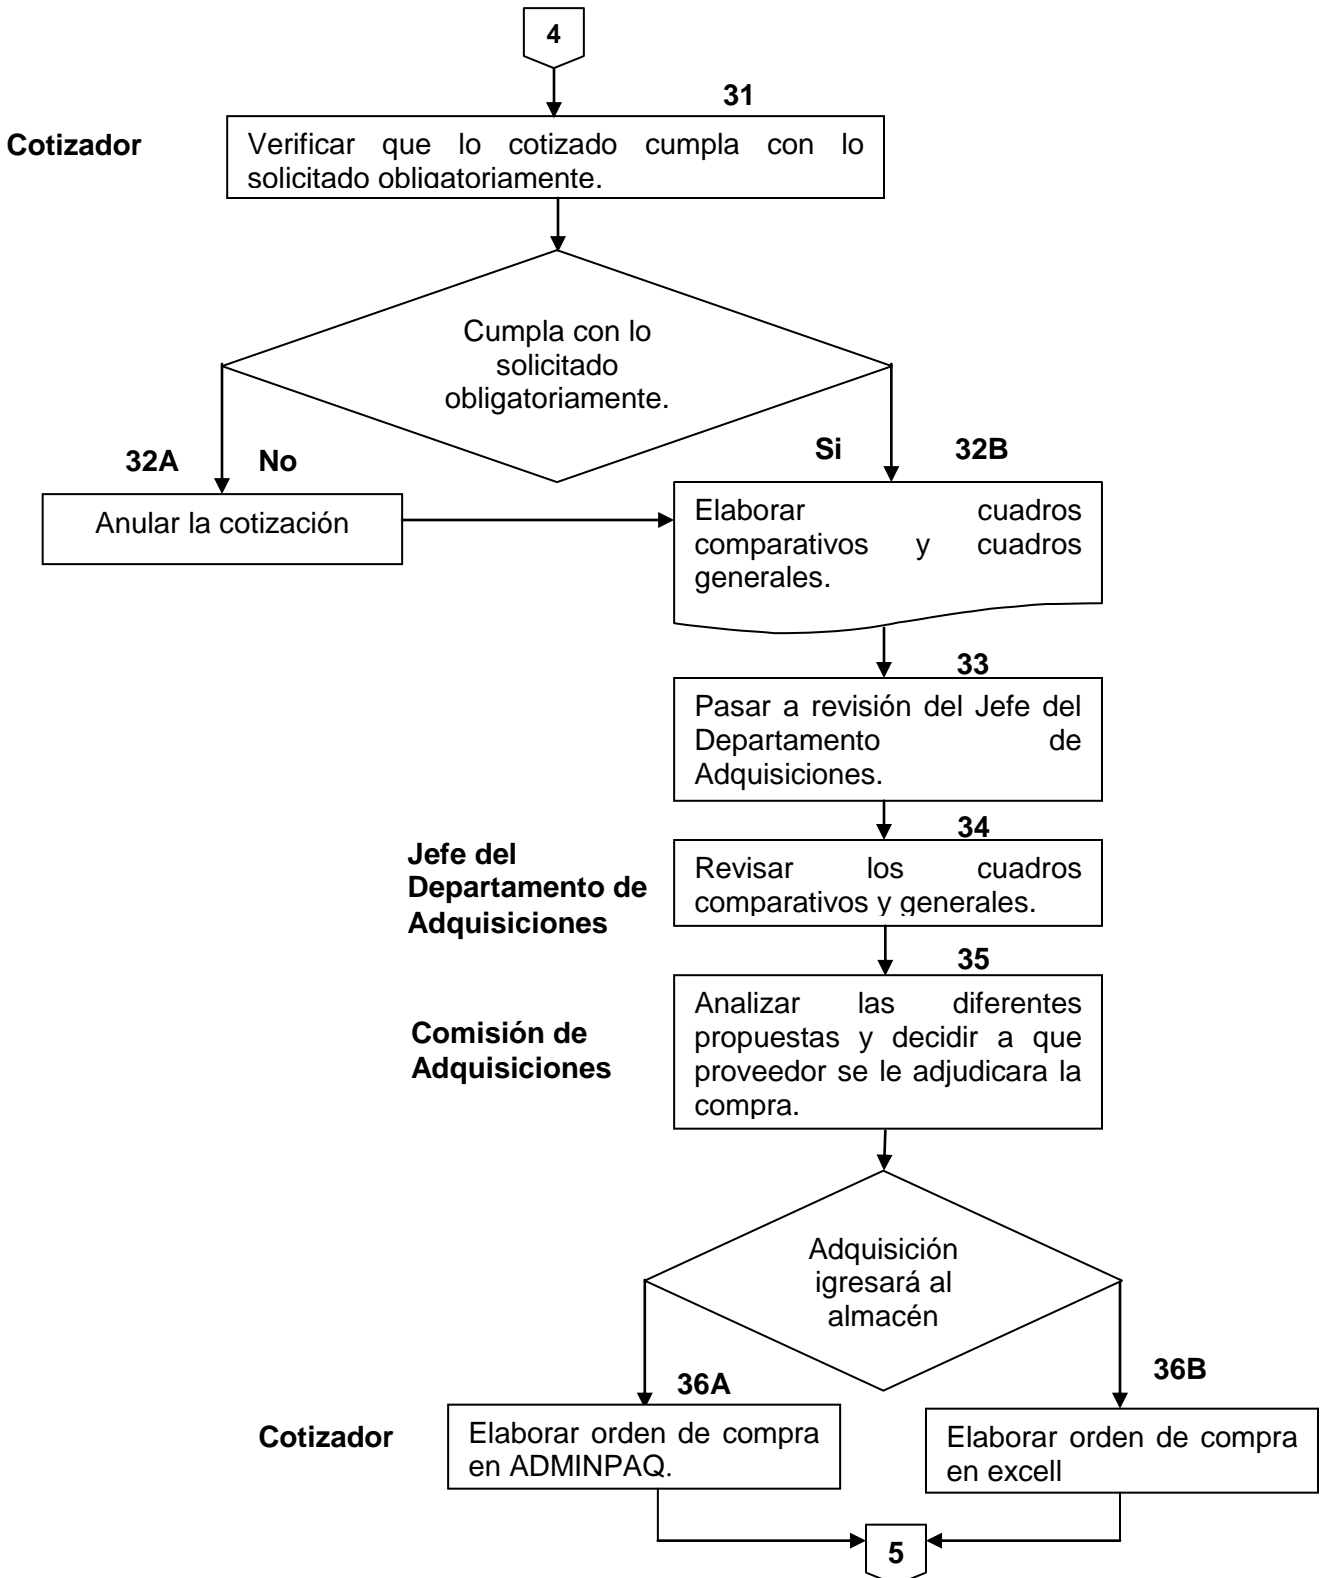 4
31
Cotizador
Verificar que lo cotizado cumpla con lo
solicitado obligatoriamente.
Cumpla con lo
solicitado
obligatoriamente.
32A
No
Si
32B
Anular la cotización
Elaborar cuadros
comparativos y cuadros
generales.
33
Pasar a revisión del Jefe del
Departamento de
Adquisiciones.
34
Jefe del
Departamento de
Adquisiciones
Revisar los cuadros
comparativos y generales.
35
Comisión de
Adquisiciones
Analizar las diferentes
propuestas y decidir a que
proveedor se le adjudicara la
compra.
Adquisición
igresará al
almacén
36A
36B
Cotizador
Elaborar orden de compra
en ADMINPAQ.
Elaborar orden de compra
en excell
5